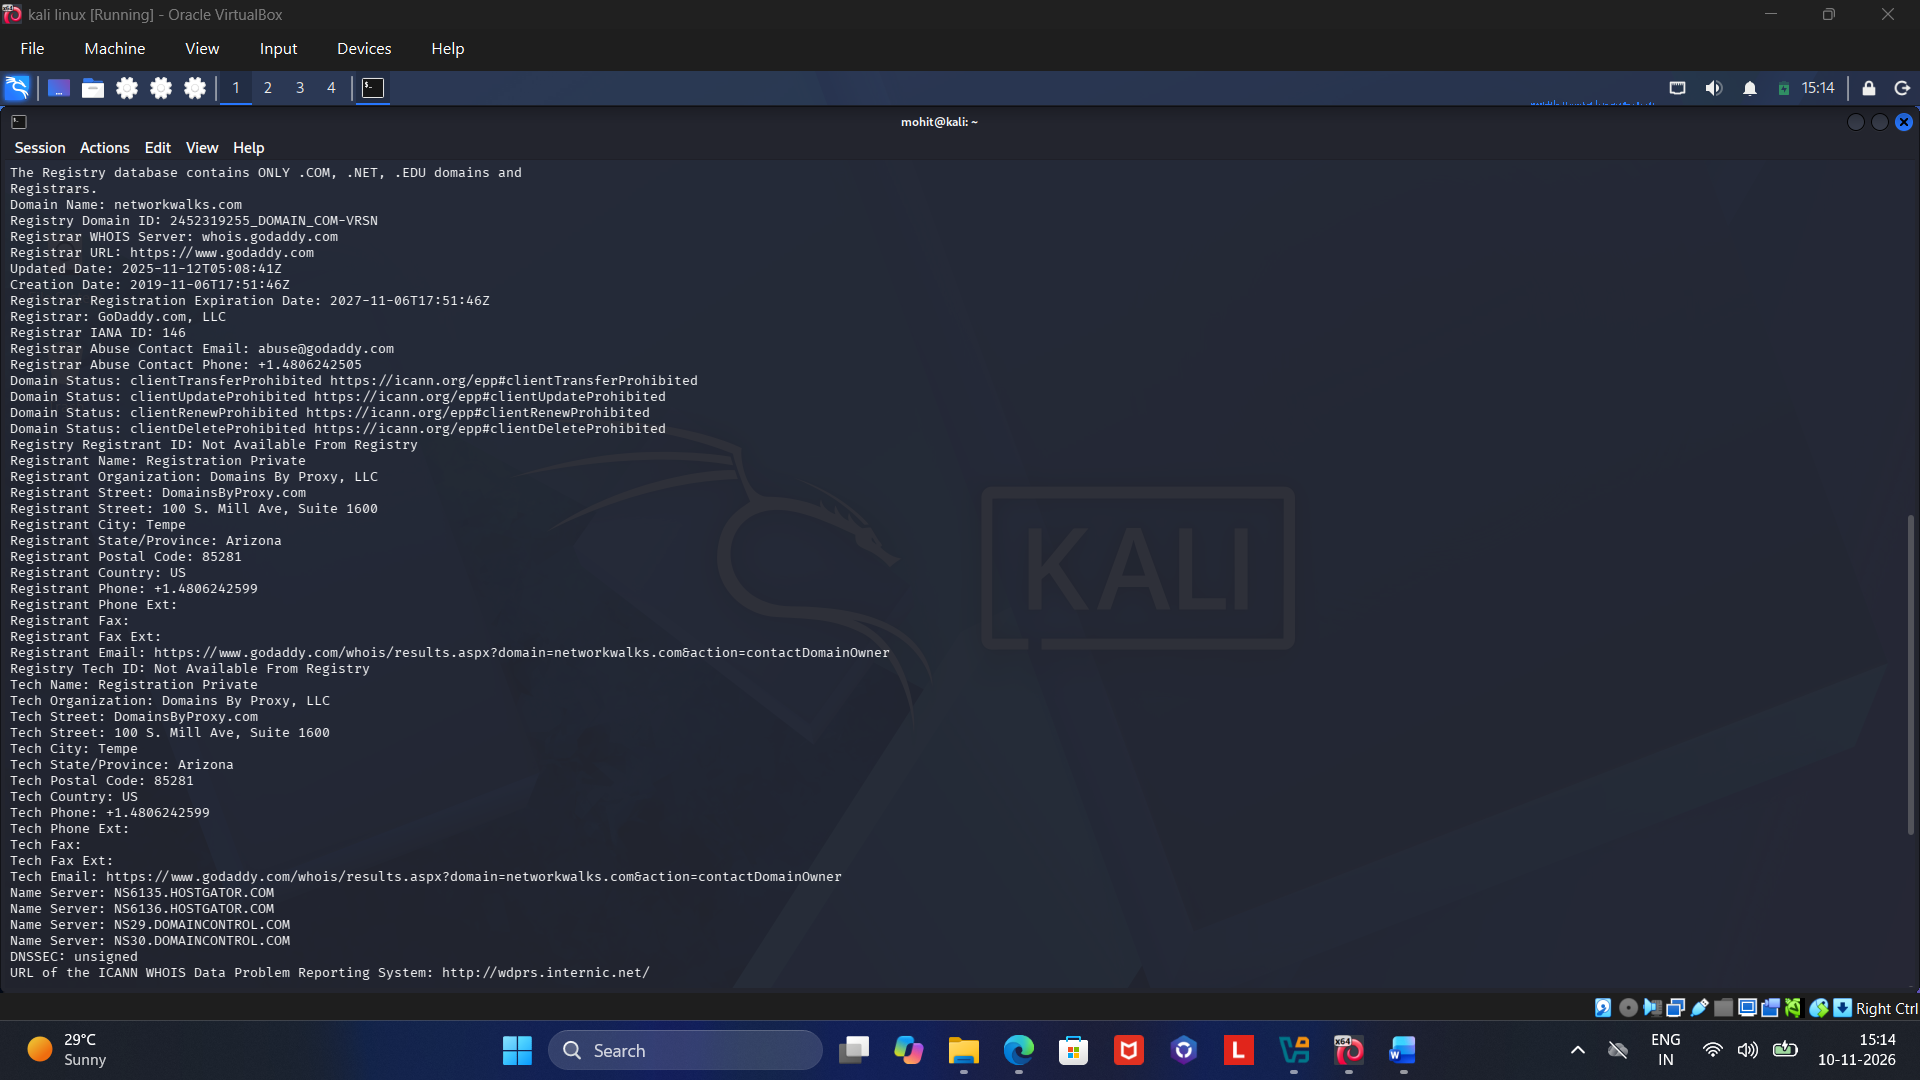 kali linux [Running] - Oracle VirtualBox
File Machine View Input Devices Help
1 2 3 4 15:14
mohit@kali: ~
Session Actions Edit View Help
The Registry database contains ONLY .COM, .NET, .EDU domains and
Registrars.
Domain Name: networkwalks.com
Registry Domain ID: 2452319255_DOMAIN_COM-VRSN
Registrar WHOIS Server: whois.godaddy.com
Registrar URL: https://www.godaddy.com
Updated Date: 2025-11-12T05:08:41Z
Creation Date: 2019-11-06T17:51:46Z
Registrar Registration Expiration Date: 2027-11-06T17:51:46Z
Registrar: GoDaddy.com, LLC
Registrar IANA ID: 146
Registrar Abuse Contact Email: abuse@godaddy.com
Registrar Abuse Contact Phone: +1.4806242505
Domain Status: clientTransferProhibited https://icann.org/epp#clientTransferProhibited
Domain Status: clientUpdateProhibited https://icann.org/epp#clientUpdateProhibited
Domain Status: clientRenewProhibited https://icann.org/epp#clientRenewProhibited
Domain Status: clientDeleteProhibited https://icann.org/epp#clientDeleteProhibited
Registry Registrant ID: Not Available From Registry
Registrant Name: Registration Private
Registrant Organization: Domains By Proxy, LLC
Registrant Street: DomainsByProxy.com
Registrant Street: 100 S. Mill Ave, Suite 1600
Registrant City: Tempe
Registrant State/Province: Arizona
Registrant Postal Code: 85281
Registrant Country: US
Registrant Phone: +1.4806242599
Registrant Phone Ext:
Registrant Fax:
Registrant Fax Ext:
Registrant Email: https://www.godaddy.com/whois/results.aspx?domain=networkwalks.com&action=contactDomainOwner
Registry Tech ID: Not Available From Registry
Tech Name: Registration Private
Tech Organization: Domains By Proxy, LLC
Tech Street: DomainsByProxy.com
Tech Street: 100 S. Mill Ave, Suite 1600
Tech City: Tempe
Tech State/Province: Arizona
Tech Postal Code: 85281
Tech Country: US
Tech Phone: +1.4806242599
Tech Phone Ext:
Tech Fax:
Tech Fax Ext:
Tech Email: https://www.godaddy.com/whois/results.aspx?domain=networkwalks.com&action=contactDomainOwner
Name Server: NS6135.HOSTGATOR.COM
Name Server: NS6136.HOSTGATOR.COM
Name Server: NS29.DOMAINCONTROL.COM
Name Server: NS30.DOMAINCONTROL.COM
DNSSEC: unsigned
URL of the ICANN WHOIS Data Problem Reporting System: http://wdprs.internic.net/
KALI
Right Ctrl
29°C
Sunny
Search
ENG
IN
15:14
10-11-2026